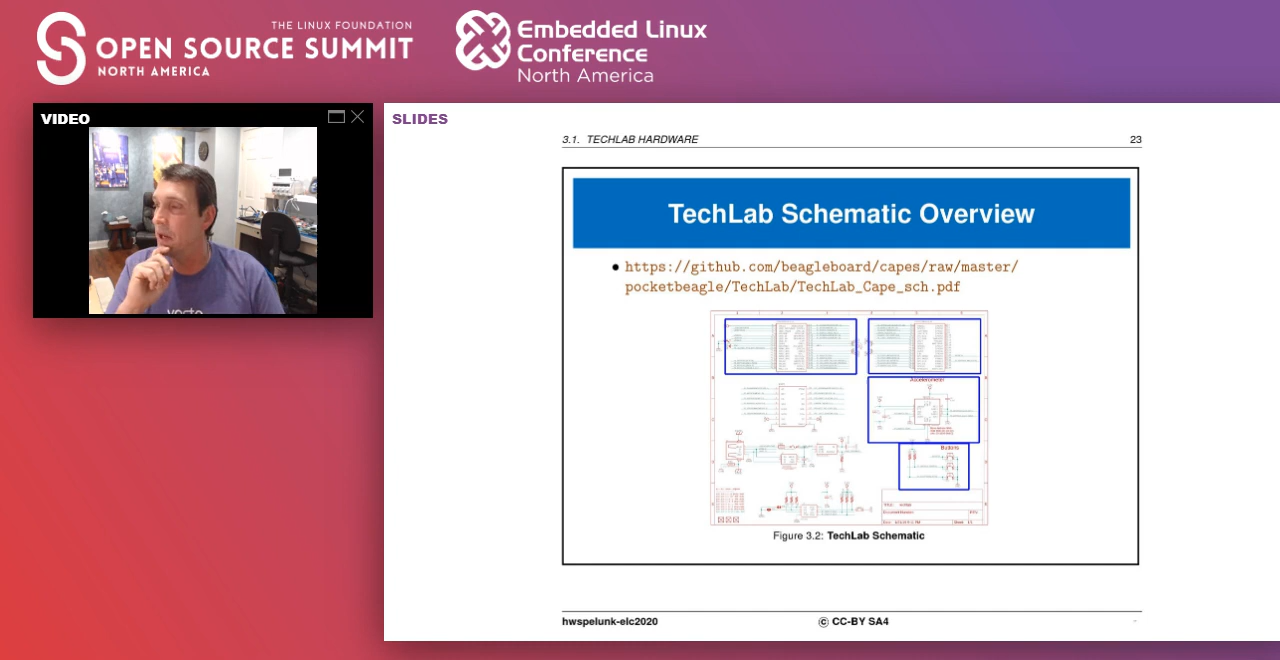 THE LINUX FOUNDATION
OPEN SOURCE SUMMIT
NORTH AMERICA
Embedded Linux
Conference
North America
VIDEO
SLIDES
3.1. TECHLAB HARDWARE 23
TechLab Schematic Overview
● https://github.com/beagleboard/capes/raw/master/
pocketbeagle/TechLab/TechLab_Cape_sch.pdf
Accelerometer
Buttons
Figure 3.2: TechLab Schematic
hwspelunk-elc2020 © CC-BY SA4